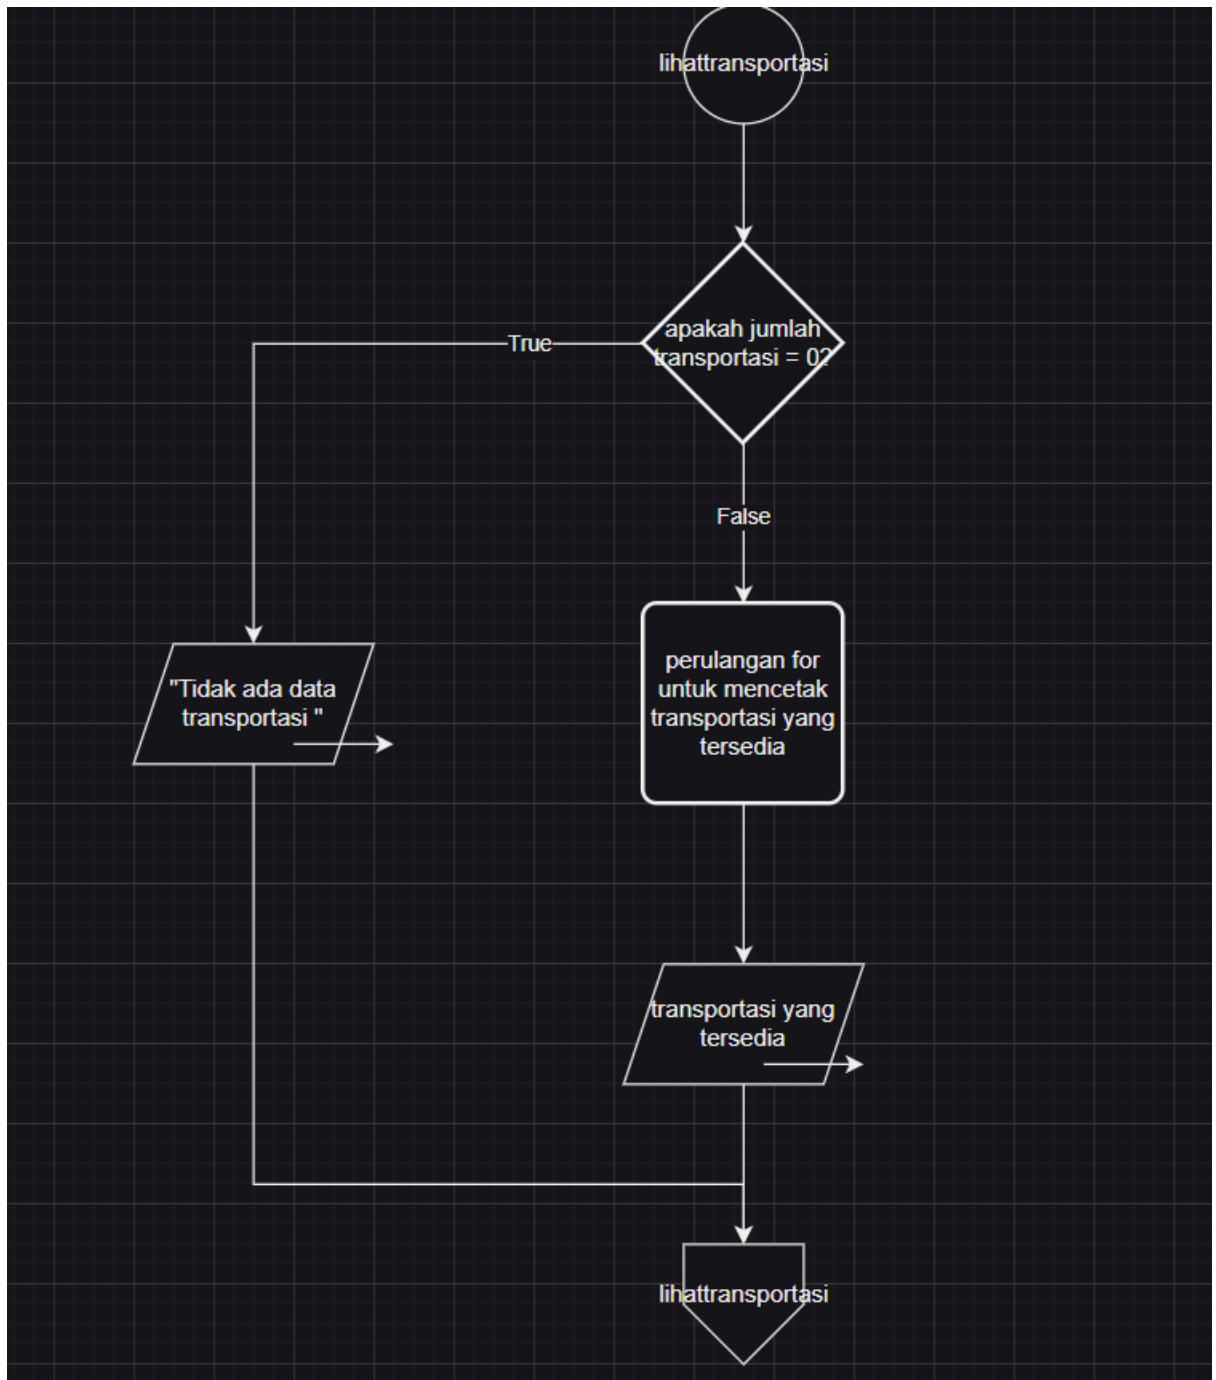 lihattransportasi
apakah jumlah
transportasi = 0?
True
False
"Tidak ada data
transportasi "
perulangan for
untuk mencetak
transportasi yang
tersedia
transportasi yang
tersedia
lihattransportasi